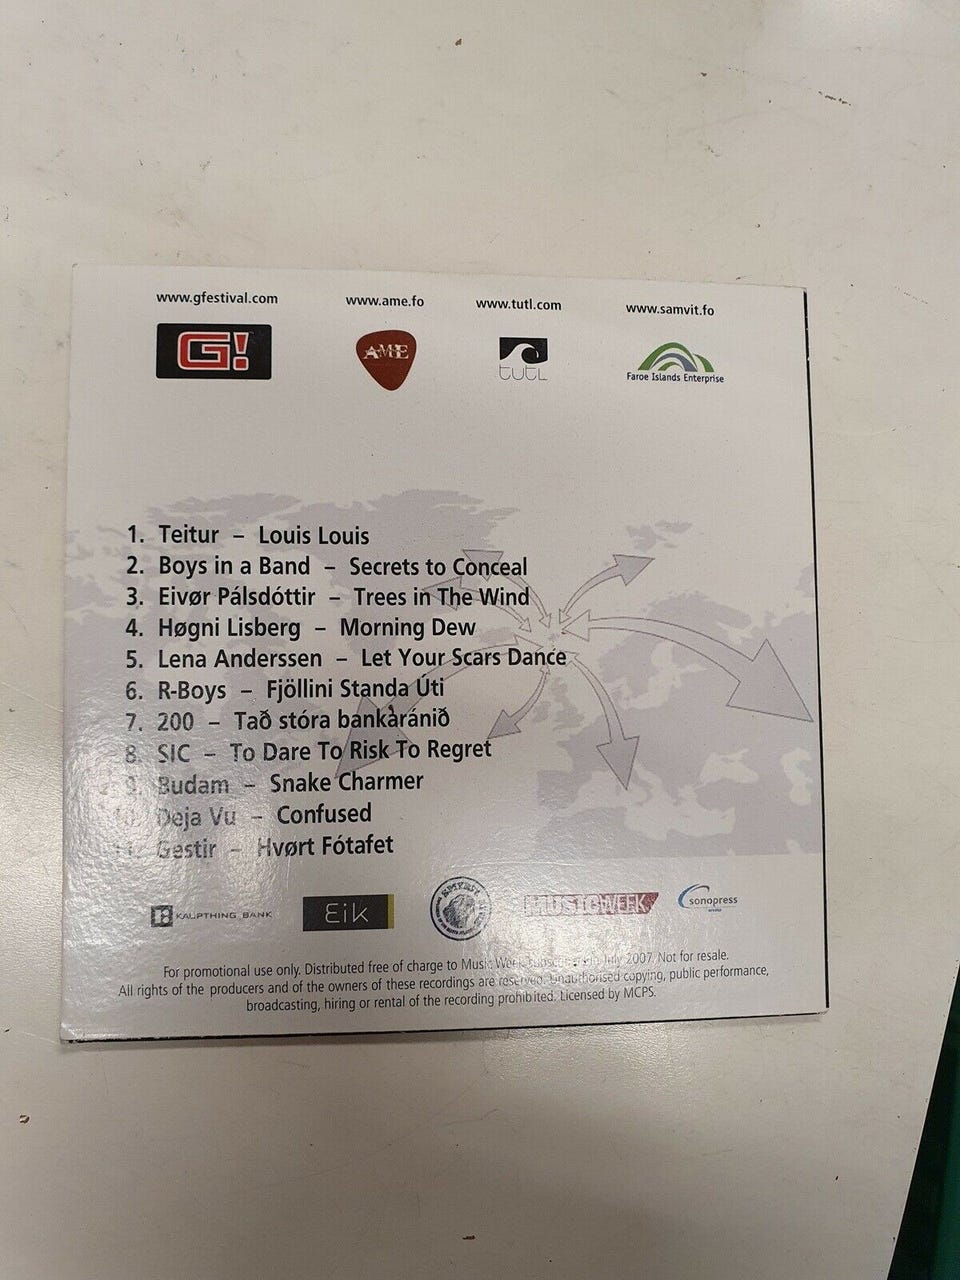 www.gfestival.com www.ame.fo www.tutl.com www.samvit.fo
G! AME tutl Faroe Islands Enterprise
1. Teitur – Louis Louis
2. Boys in a Band – Secrets to Conceal
3. Eivør Pálsdóttir – Trees in The Wind
4. Høgni Lisberg – Morning Dew
5. Lena Anderssen – Let Your Scars Dance
6. R-Boys – Fjöllini Standa Úti
7. 200 – Tað stóra bankaránið
8. SIC – To Dare To Risk To Regret
9. Budam – Snake Charmer
10. Deja Vu – Confused
11. Gestir – Hvørt Fótafet
KAUPTHING BANK Eik MUSICWEEK sonopress
For promotional use only. Distributed free of charge to Music Week subscribers July 2007. Not for resale.
All rights of the producers and of the owners of these recordings are reserved. Unauthorised copying, public performance,
broadcasting, hiring or rental of the recording prohibited. Licensed by MCPS.